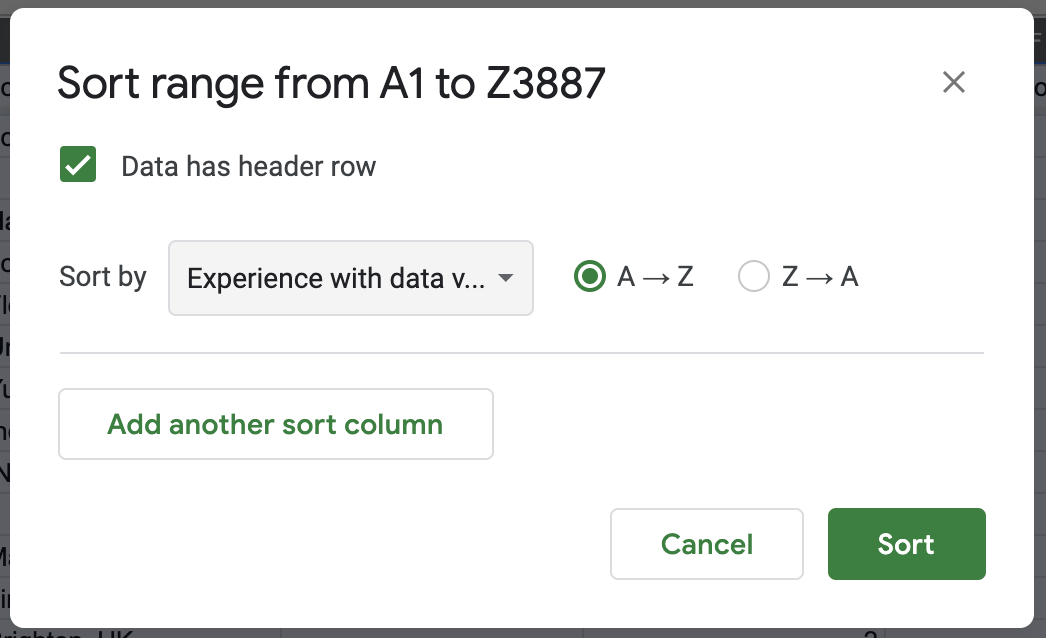 Sort range from A1 to Z3887
Data has header row
Sort by
Experience with data v...
A → Z
Z → A
Add another sort column
Cancel
Sort